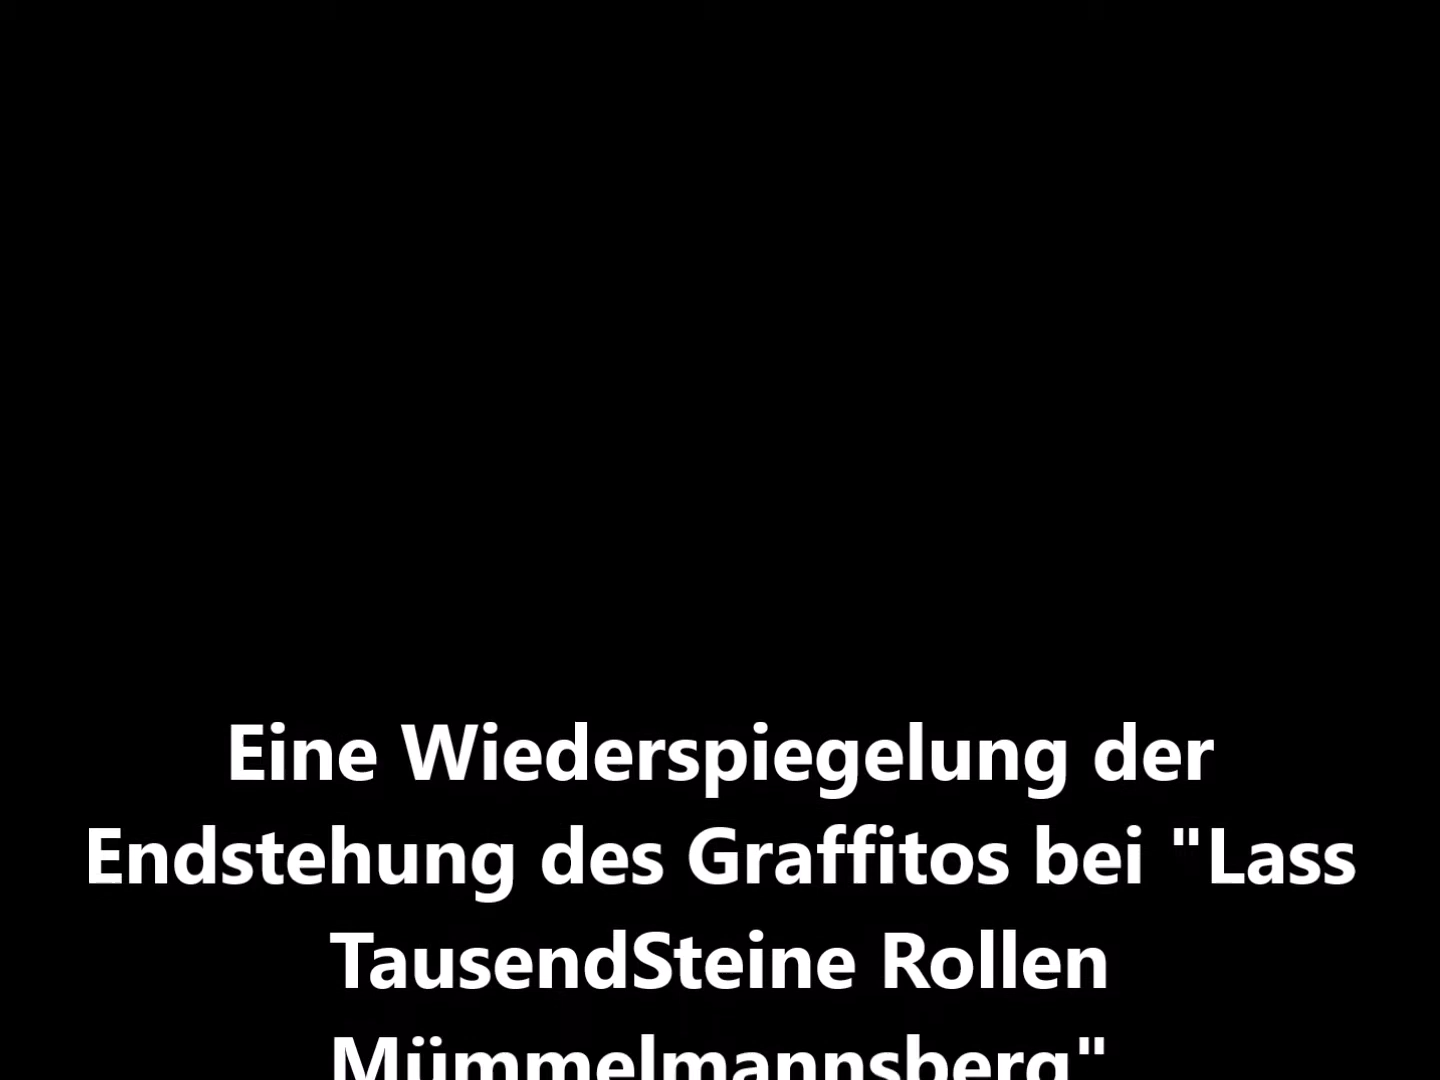 Eine Wiederspiegelung der
Endstehung des Graffitos bei "Lass
TausendSteine Rollen
Mümmelmannsberg"